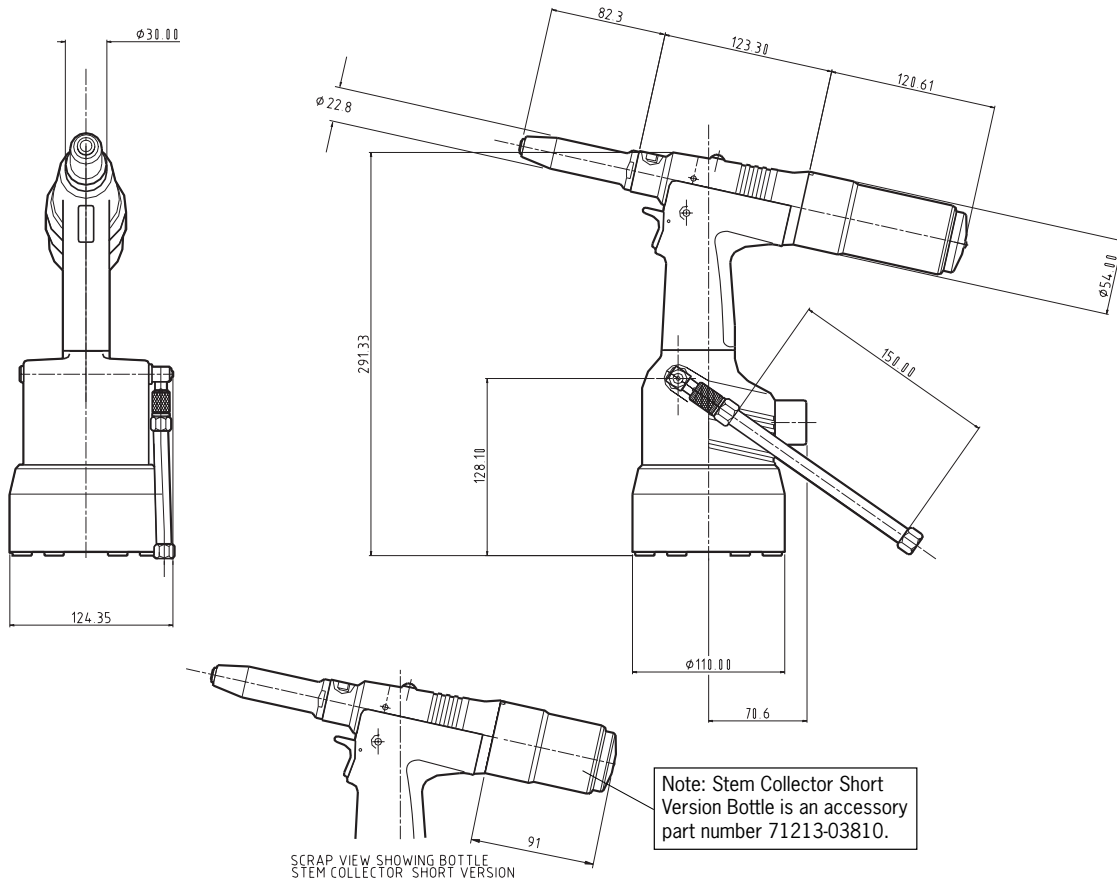 ø30.00
82.3
123.30
120.61
ø22.8
ø54.00
291.33
150.00
128.10
124.35
ø110.00
70.6
91
Note: Stem Collector Short
Version Bottle is an accessory
part number 71213-03810.
SCRAP VIEW SHOWING BOTTLE
STEM COLLECTOR SHORT VERSION